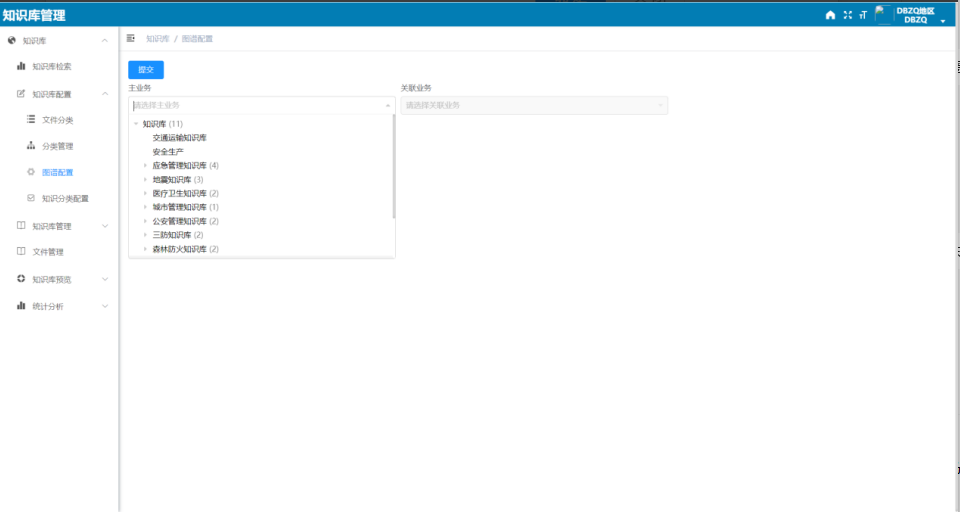 知识库管理
DBZQ地区
DBZQ
知识库
知识库 / 图谱配置
知识库检索
提交
主业务
关联业务
知识库配置
请选择主业务
请选择关联业务
文件分类
知识库 (11)
交通运输知识库
分类管理
安全生产
应急管理知识库 (4)
图谱配置
地震知识库 (3)
医疗卫生知识库 (2)
知识分类配置
城市管理知识库 (1)
公安管理知识库 (2)
知识库管理
三防知识库 (2)
文件管理
森林防火知识库 (2)
知识库预览
统计分析